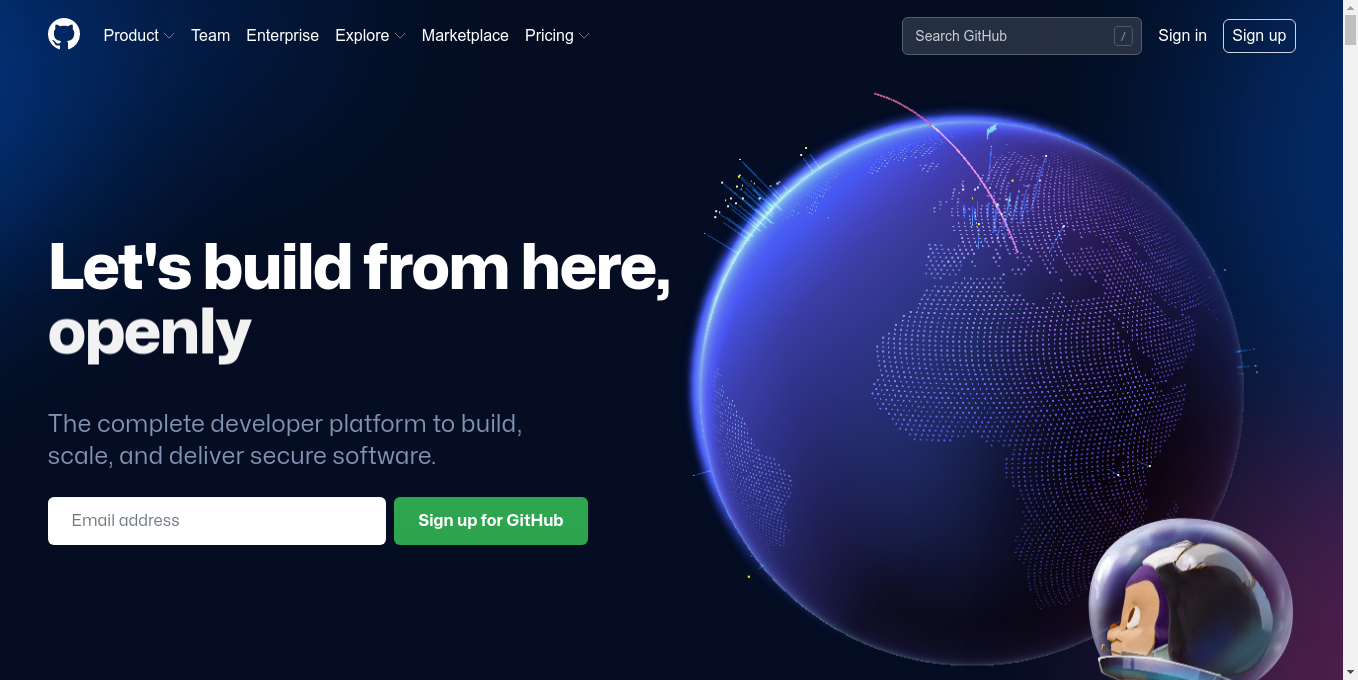 Product Team Enterprise Explore Marketplace Pricing Search GitHub / Sign in Sign up
Let's build from here,
openly
The complete developer platform to build,
scale, and deliver secure software.
Email address Sign up for GitHub